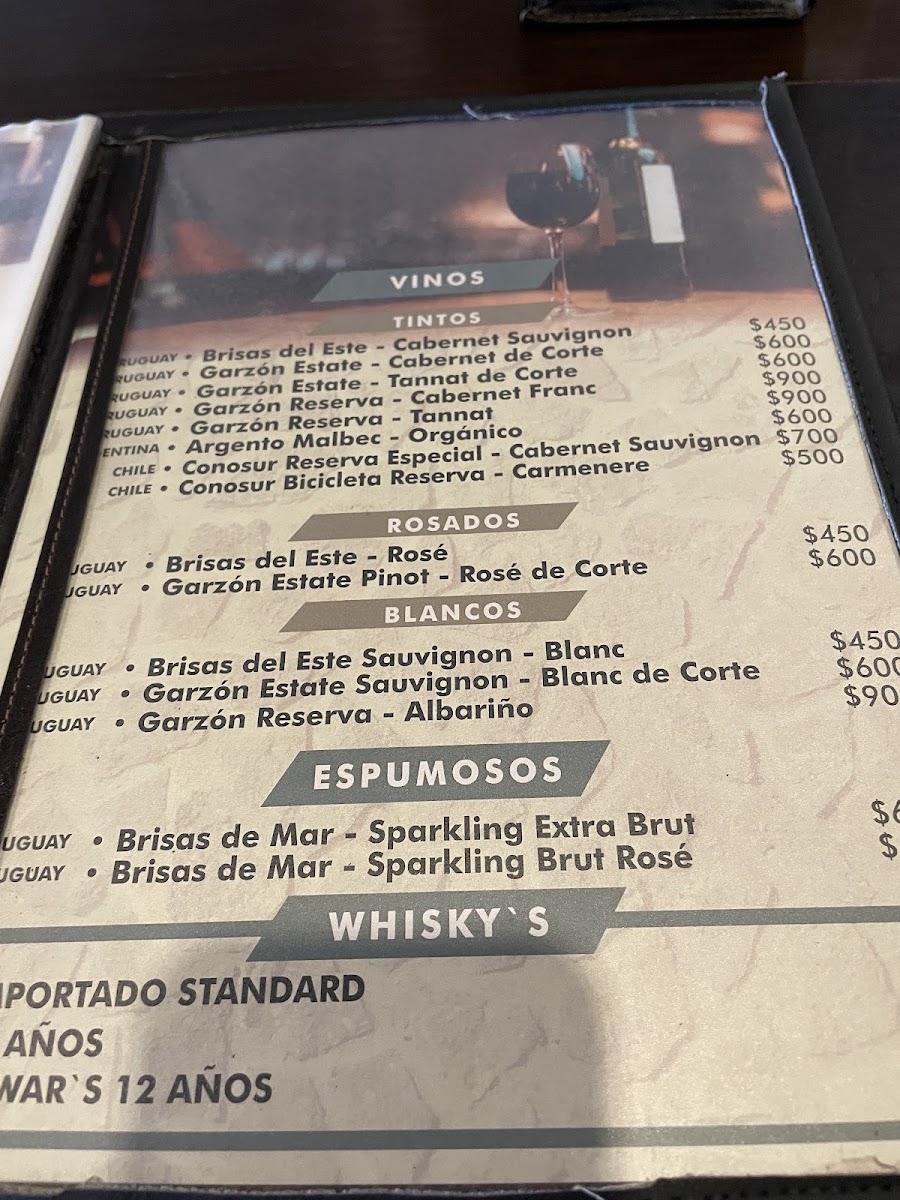 VINOS
TINTOS
RUGUAY • Brisas del Este - Cabernet Sauvignon $450
RUGUAY • Garzón Estate - Cabernet de Corte $600
RUGUAY • Garzón Estate - Tannat de Corte $600
RUGUAY • Garzón Reserva - Cabernet Franc $900
RUGUAY • Garzón Reserva - Tannat $900
ENTINA • Argento Malbec - Orgánico $600
CHILE • Conosur Reserva Especial - Cabernet Sauvignon $700
CHILE • Conosur Bicicleta Reserva - Carmenere $500
ROSADOS
UGUAY • Brisas del Este - Rosé $450
UGUAY • Garzón Estate Pinot - Rosé de Corte $600
BLANCOS
UGUAY • Brisas del Este Sauvignon - Blanc $450
UGUAY • Garzón Estate Sauvignon - Blanc de Corte $600
UGUAY • Garzón Reserva - Albariño $90
ESPUMOSOS
UGUAY • Brisas de Mar - Sparkling Extra Brut $6
UGUAY • Brisas de Mar - Sparkling Brut Rosé $
WHISKY`S
MPORTADO STANDARD
AÑOS
WAR`S 12 AÑOS